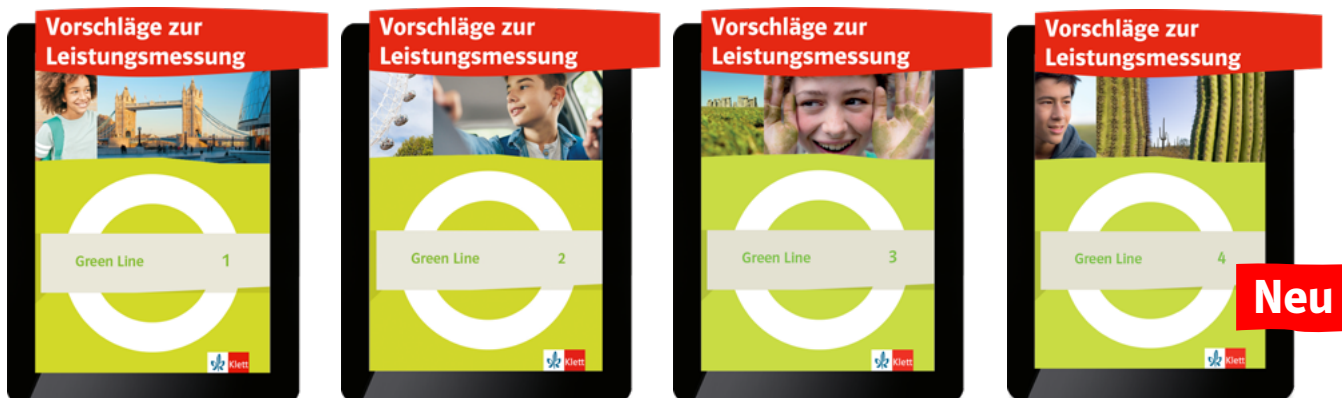 Vorschläge zur
Leistungsmessung
Green Line 1
Klett
Vorschläge zur
Leistungsmessung
Green Line 2
Klett
Vorschläge zur
Leistungsmessung
Green Line 3
Klett
Vorschläge zur
Leistungsmessung
Green Line 4
Neu
Klett